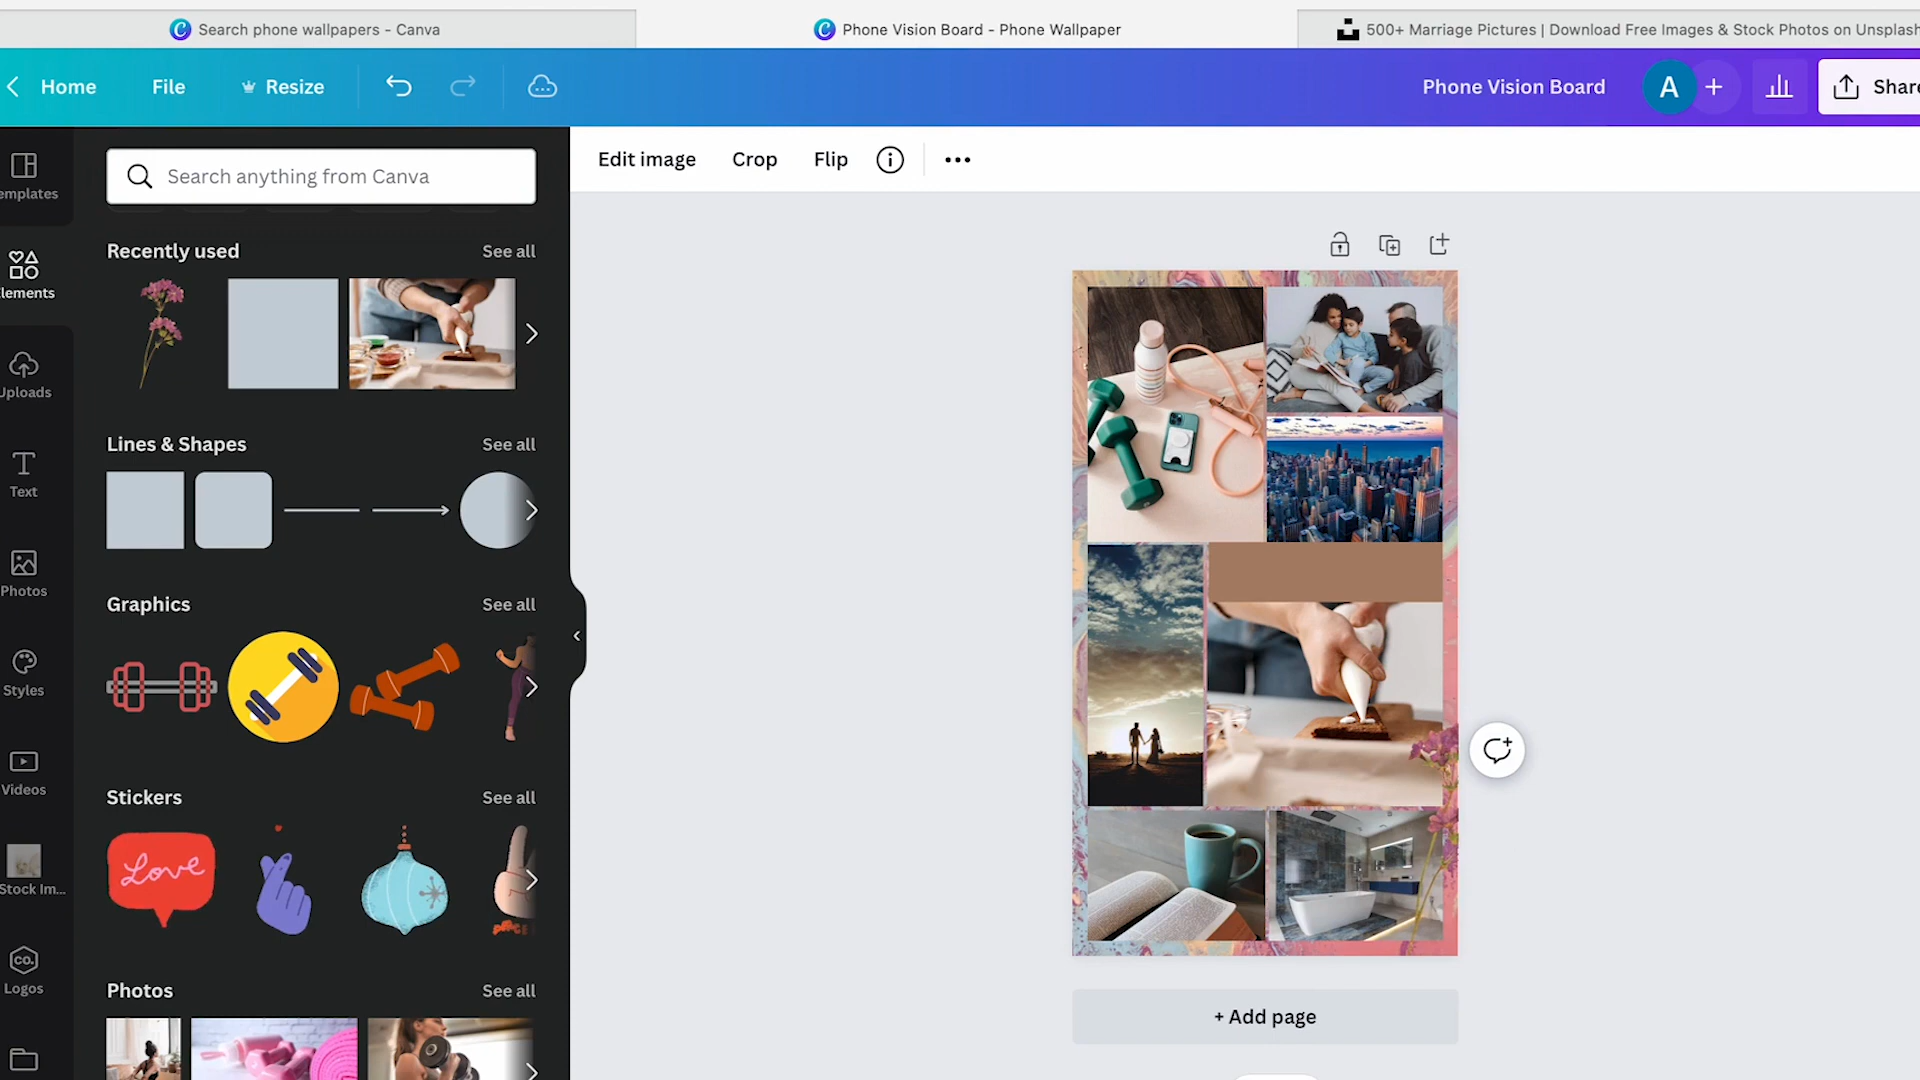 Search phone wallpapers - Canva
Phone Vision Board - Phone Wallpaper
500+ Marriage Pictures | Download Free Images & Stock Photos on Unsplash
Home
File
Resize
Phone Vision Board
A
Share
emplates
Search anything from Canva
Edit image
Crop
Flip
Elements
Recently used
See all
Uploads
Lines & Shapes
See all
Text
Photos
Graphics
See all
Styles
Videos
Stickers
See all
Love
Stock Im...
CO.
Logos
Photos
See all
+ Add page